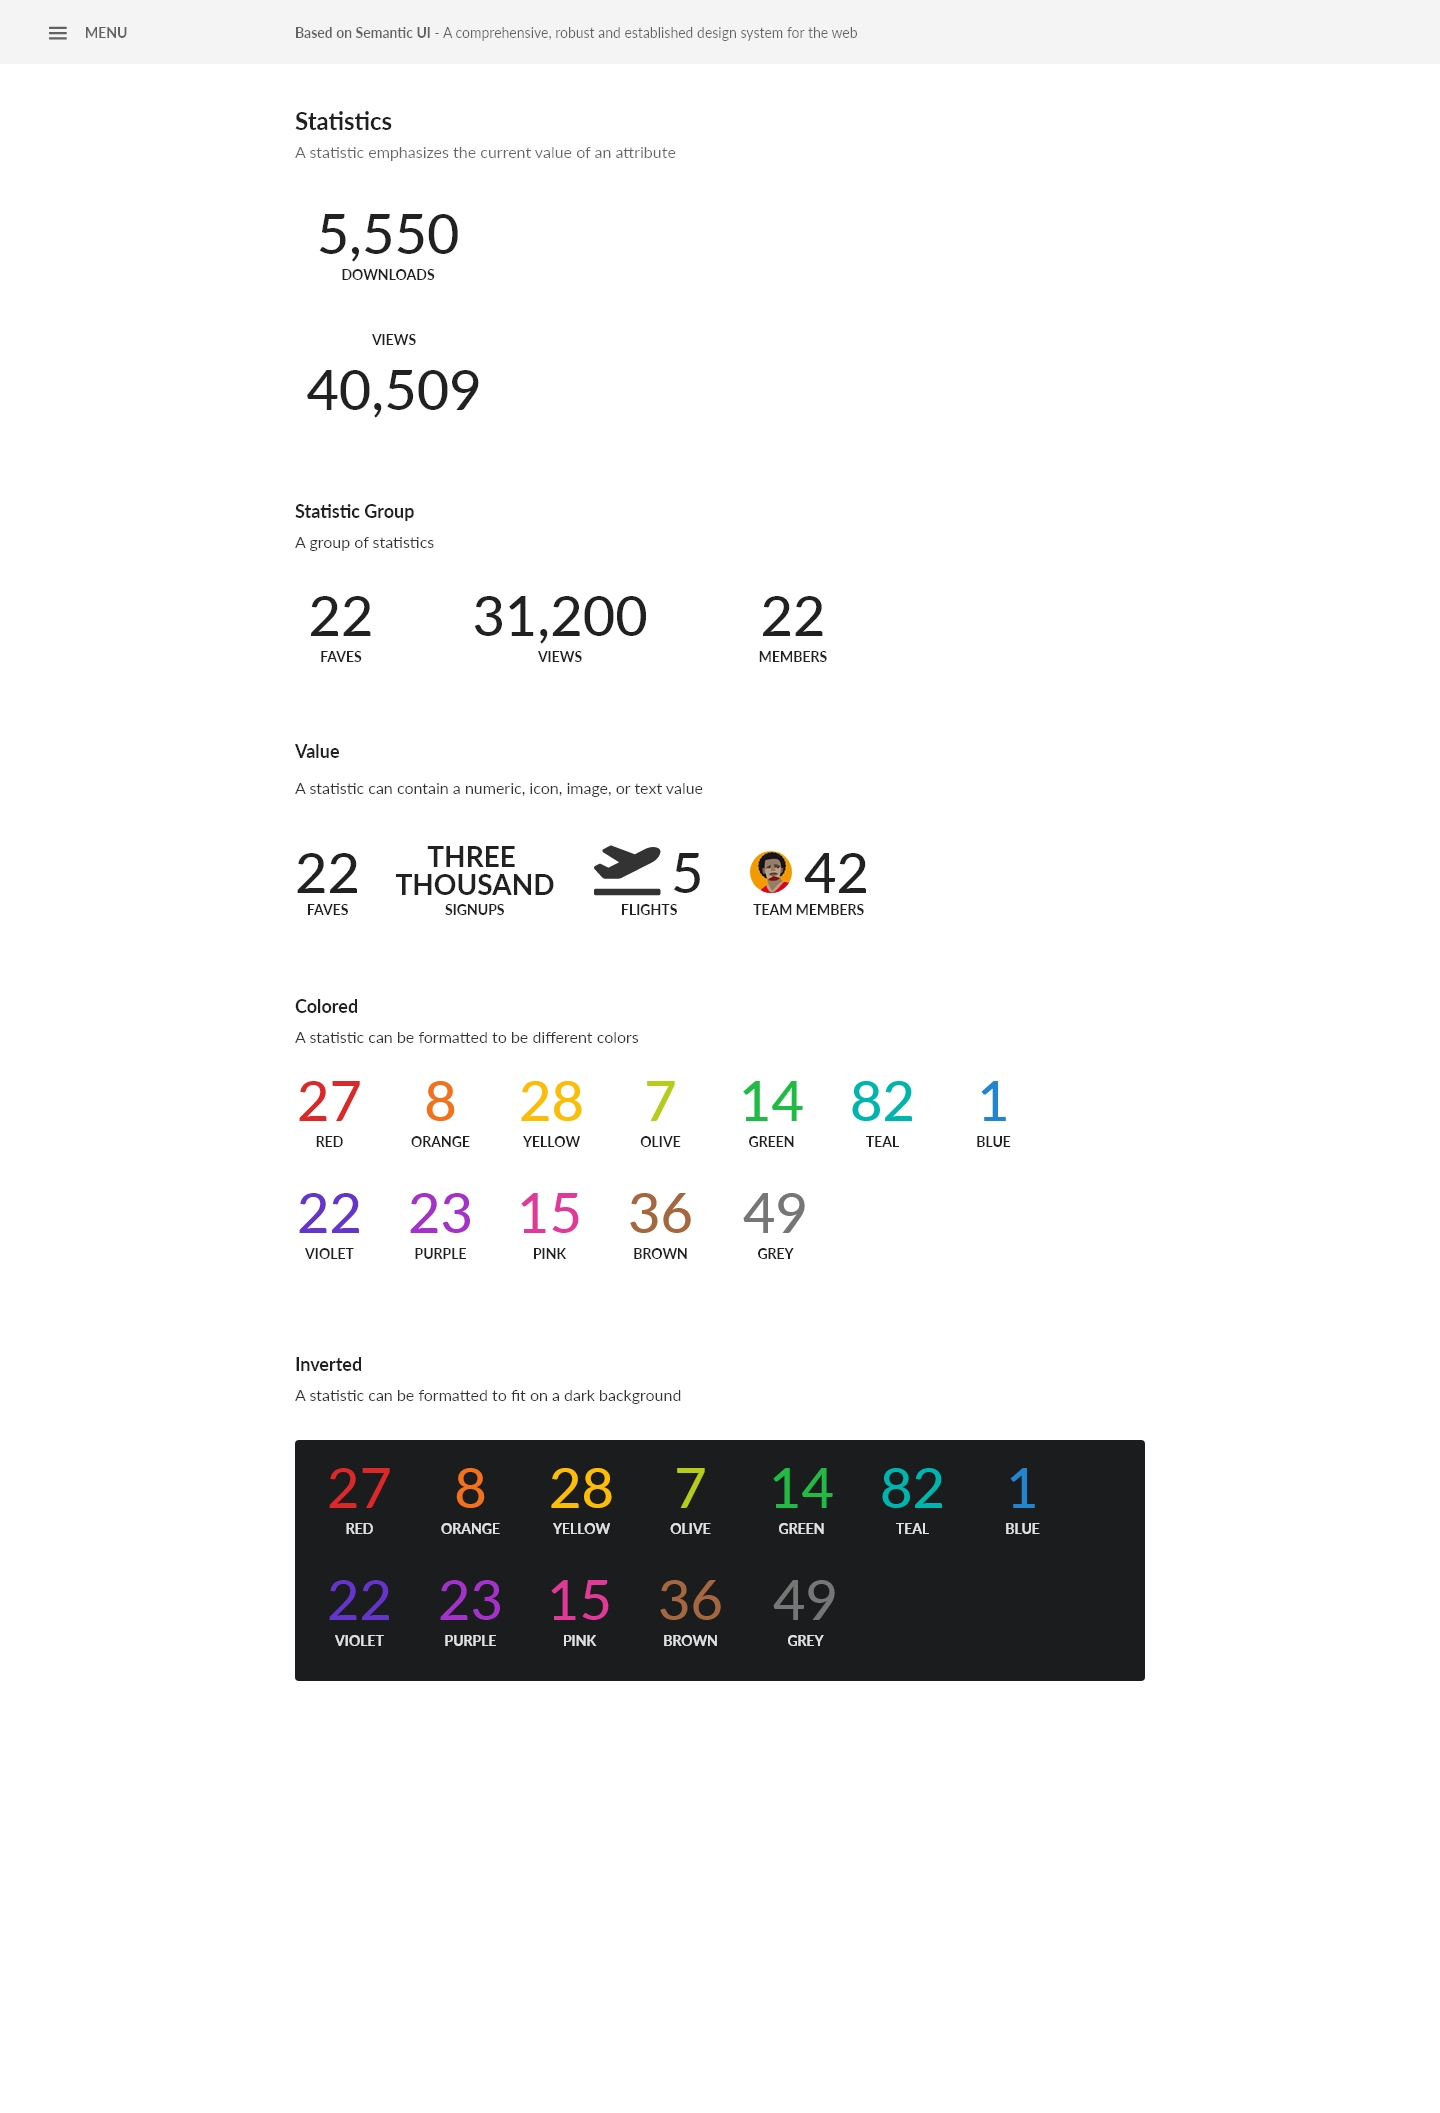 MENU
Based on Semantic UI - A comprehensive, robust and established design system for the web
Statistics
A statistic emphasizes the current value of an attribute
5,550
DOWNLOADS
VIEWS
40,509
Statistic Group
A group of statistics
22 31,200 22
FAVES VIEWS MEMBERS
Value
A statistic can contain a numeric, icon, image, or text value
22 THREE THOUSAND 5 42
FAVES SIGNUPS FLIGHTS TEAM MEMBERS
Colored
A statistic can be formatted to be different colors
27 8 28 7 14 82 1
RED ORANGE YELLOW OLIVE GREEN TEAL BLUE
22 23 15 36 49
VIOLET PURPLE PINK BROWN GREY
Inverted
A statistic can be formatted to fit on a dark background
27 8 28 7 14 82 1
RED ORANGE YELLOW OLIVE GREEN TEAL BLUE
22 23 15 36 49
VIOLET PURPLE PINK BROWN GREY